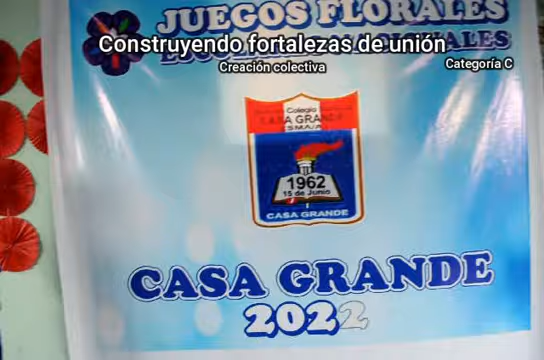 JUEGOS FLORALES
Construyendo fortalezas de unión
Creación colectiva
Categoría C
Colegio
CASA GRANDE
1962
15 de Junio
CASA GRANDE
CASA GRANDE
2022